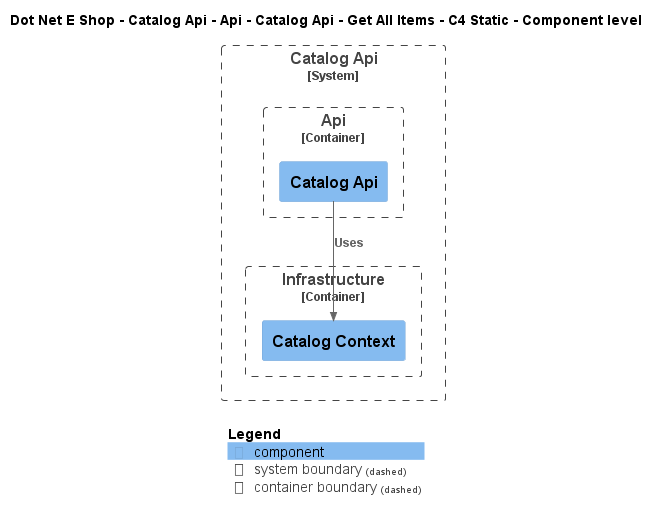 Dot Net E Shop - Catalog Api - Api - Catalog Api - Get All Items - C4 Static - Component level
Catalog Api
[System]
Api
[Container]
Catalog Api
Uses
Infrastructure
[Container]
Catalog Context
Legend
component
system boundary (dashed)
container boundary (dashed)